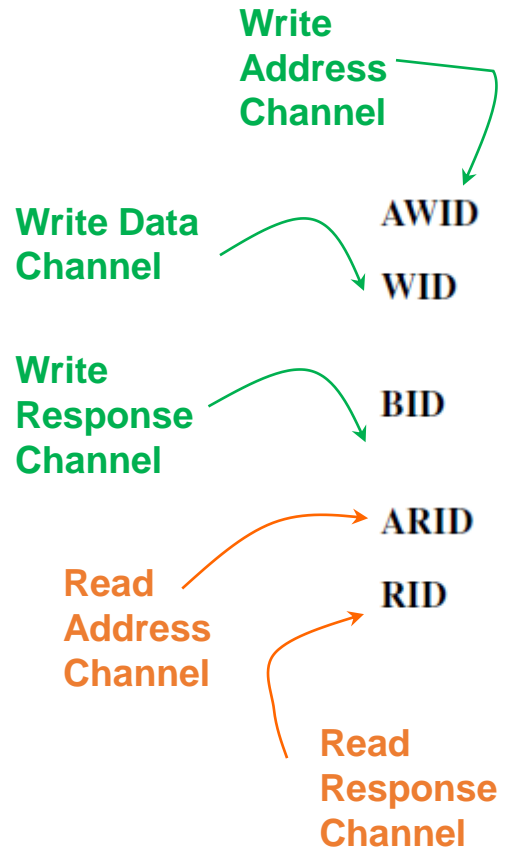 Write
Address
Channel
AWID
Write Data
Channel
WID
Write
Response
Channel
BID
ARID
Read
Address
Channel
RID
Read
Response
Channel